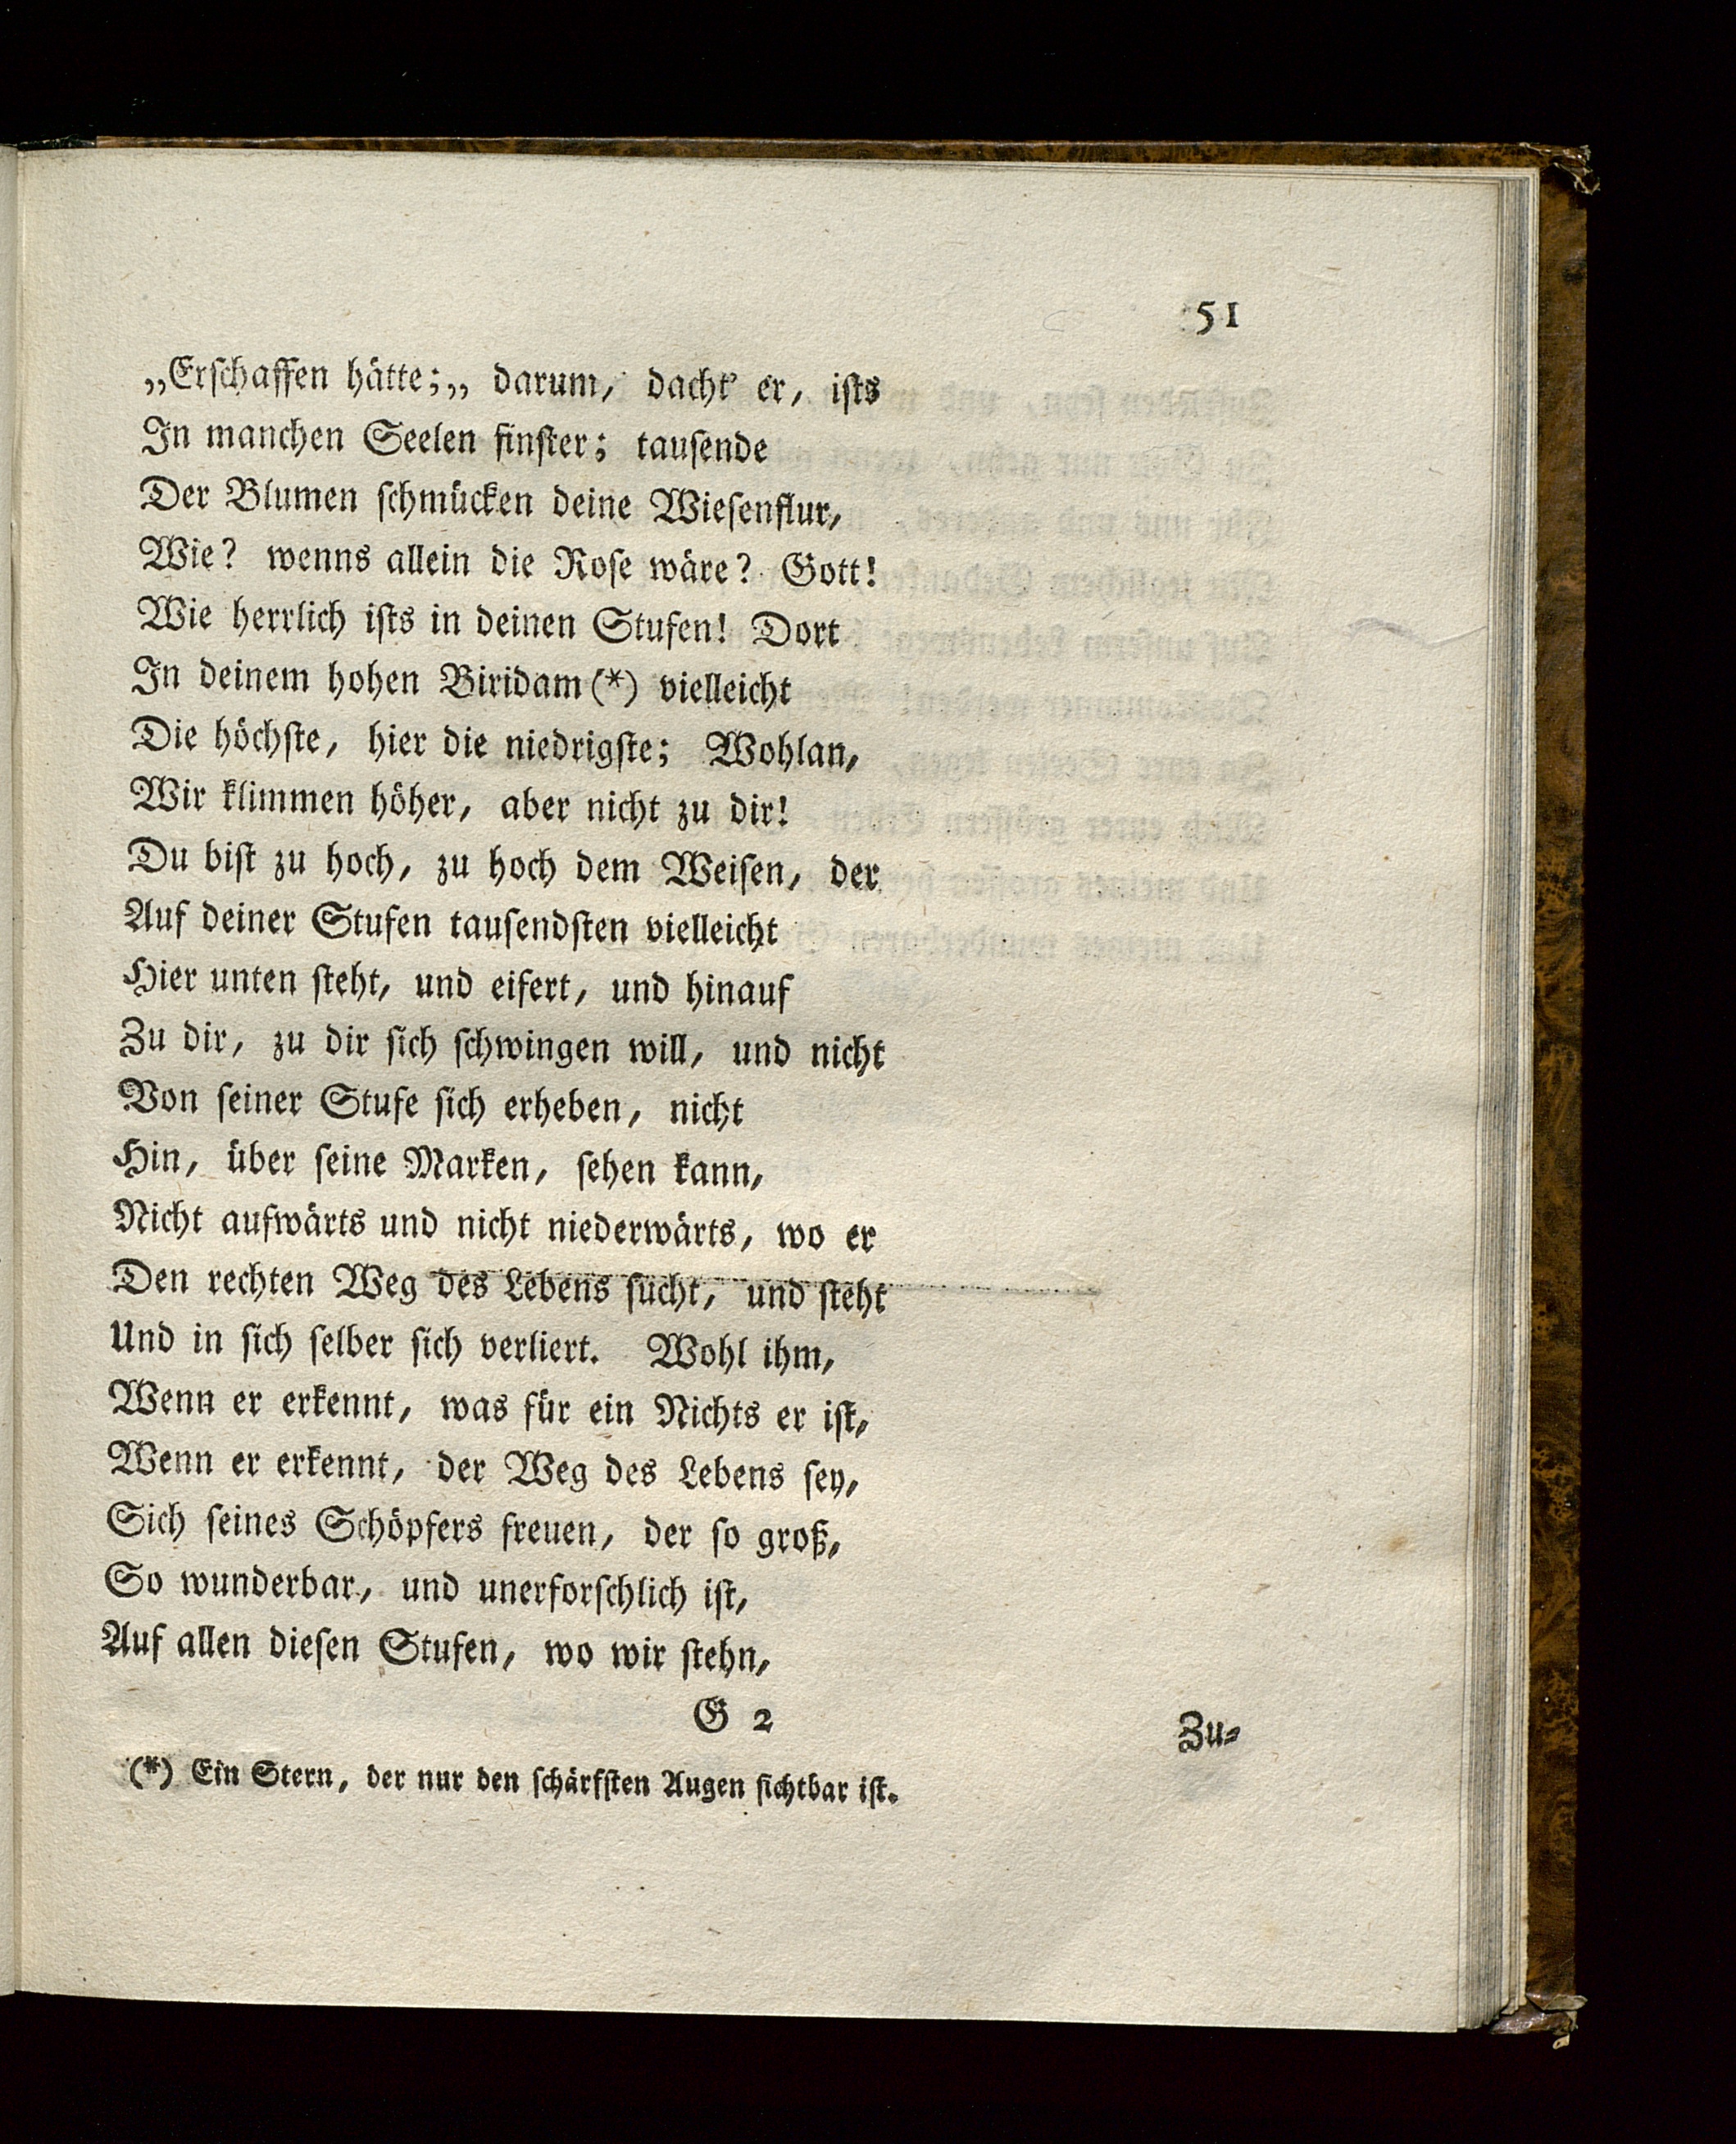 51
„Erſchaffen hätte;„ darum, dacht' er, iſts
In manchen Seelen finſter; tauſende
Der Blumen ſchmücken deine Wieſenflur,
Wie? wenns allein die Roſe wäre? Gott!
Wie herrlich iſts in deinen Stufen! Dort
In deinem hohen Biridam(*) vielleicht
Die höchſte, hier die niedrigſte; Wohlan,
Wir klimmen höher, aber nicht zu dir!
Du biſt zu hoch, zu hoch dem Weiſen, der
Auf deiner Stufen tauſendſten vielleicht
Hier unten ſteht, und eifert, und hinauf
Zu dir, zu dir ſich ſchwingen will, und nicht
Von ſeiner Stufe ſich erheben, nicht
Hin, über ſeine Marken, ſehen kann,
Nicht aufwärts und nicht niederwärts, wo er
Den rechten Weg des Lebens ſucht, und ſteht
Und in ſich ſelber ſich verliert. Wohl ihm,
Wenn er erkennt, was für ein Nichts er iſt,
Wenn er erkennt, der Weg des Lebens ſey,
Sich ſeines Schöpfers freuen, der ſo groß,
So wunderbar, und unerforſchlich iſt,
Auf allen dieſen Stufen, wo wir ſtehn,
G 2
Zu-
(*) Ein Stern, der nur den ſchärfſten Augen ſichtbar iſt.